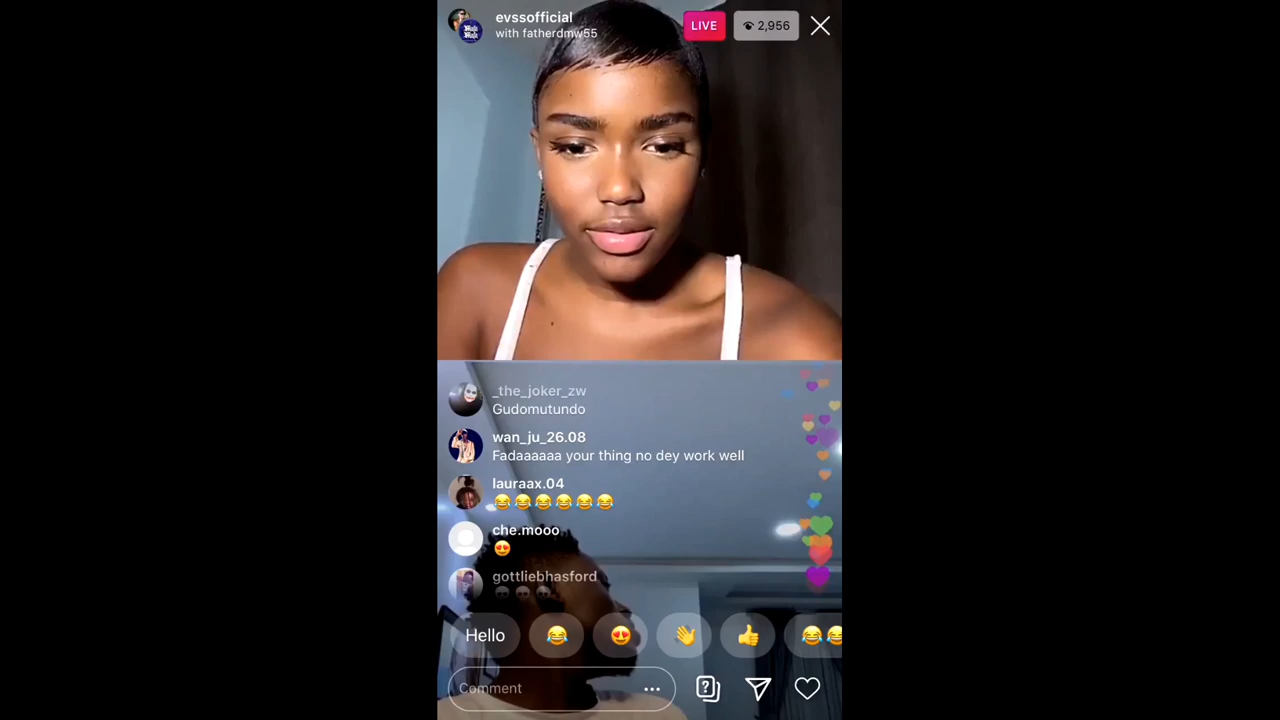 evssofficial
with fatherdmw55
LIVE
2,956
_the_joker_zw
Gudomutundo
wan_ju_26.08
Fadaaaaaa your thing no dey work well
lauraax.04
😂😂😂😂😂😂
che.mooo
😍
gottliebhasford
Hello
Comment